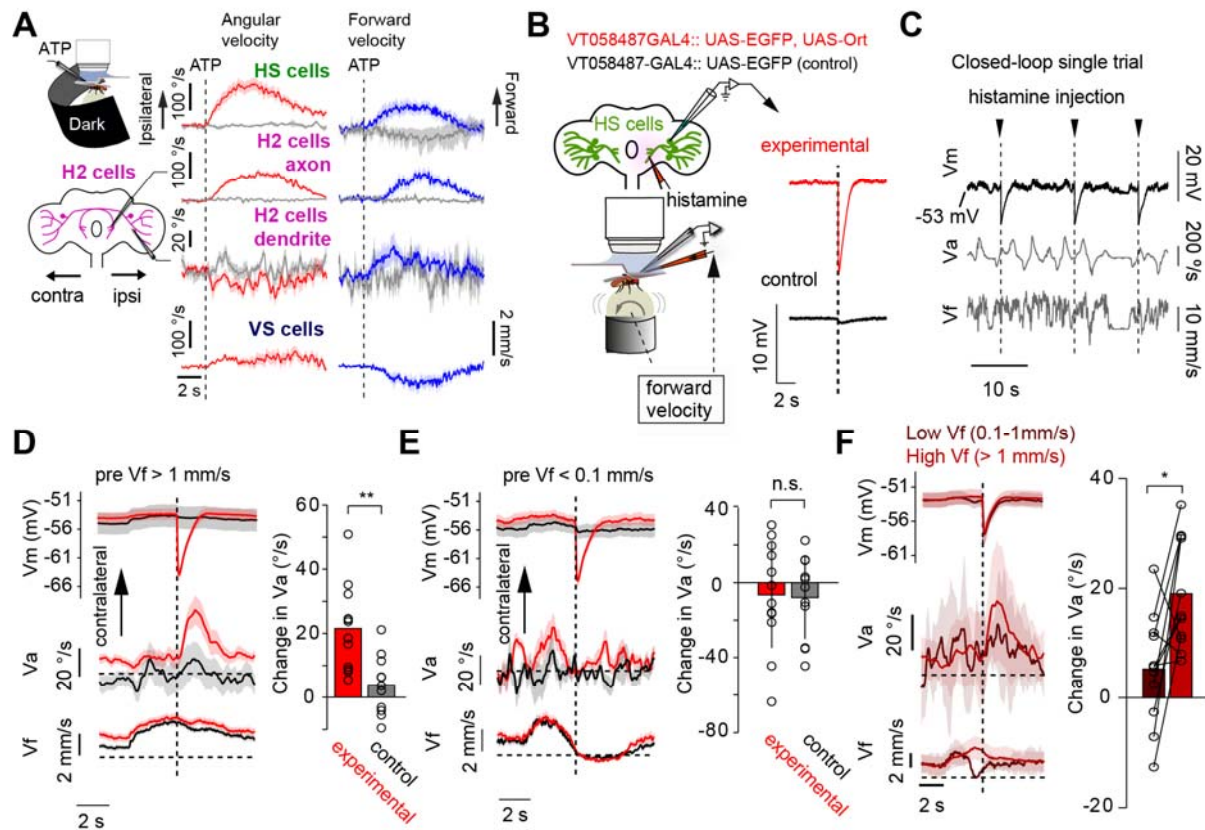 A
ATP
Dark
Angular
velocity
Forward
velocity
ATP
ATP
HS cells
100 °/s
Ipsilateral
Forward
H2 cells
axon
100 °/s
H2 cells
H2 cells
dendrite
20 °/s
contra
ipsi
VS cells
100 °/s
2 mm/s
2 s
B
VT058487GAL4:: UAS-EGFP, UAS-Ort
VT058487-GAL4:: UAS-EGFP (control)
HS cells
histamine
experimental
control
10 mV
2 s
forward
velocity
C
Closed-loop single trial
histamine injection
Vm
20 mV
-53 mV
Va
200 °/s
Vf
10 mm/s
10 s
D
pre Vf > 1 mm/s
Vm (mV)
-51
-56
-61
-66
contralateral
Va
20 °/s
Vf
2 mm/s
2 s
Change in Va (°/s)
60
40
20
0
**
experimental
control
E
pre Vf < 0.1 mm/s
Vm (mV)
-51
-56
-61
-66
contralateral
Va
20 °/s
Vf
2 mm/s
2 s
Change in Va (°/s)
40
0
-40
-80
n.s.
experimental
control
F
Low Vf (0.1-1mm/s)
High Vf (> 1 mm/s)
Vm (mV)
-51
-56
-61
Va
20 °/s
Vf
2 mm/s
2 s
Change in Va (°/s)
40
20
0
-20
*